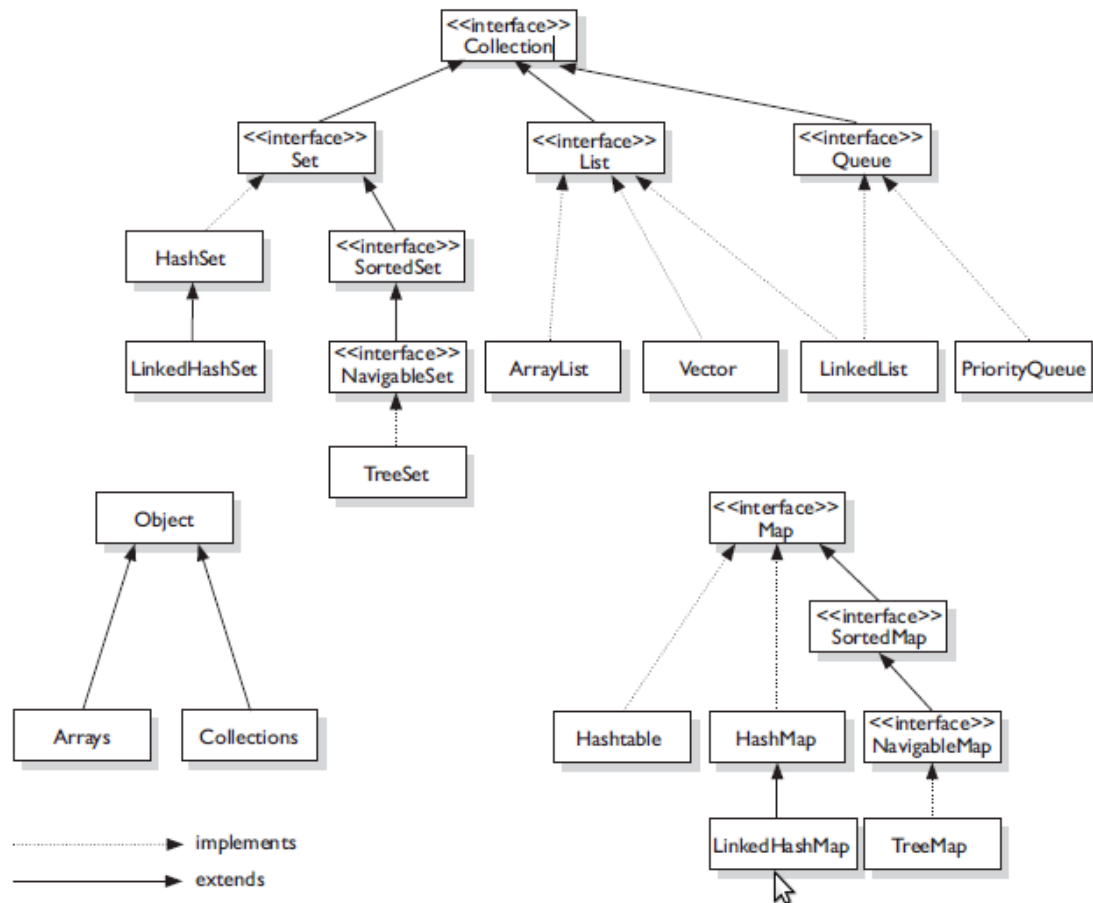 <<interface>>
Collection
<<interface>>
Set
<<interface>>
List
<<interface>>
Queue
HashSet
<<interface>>
SortedSet
LinkedHashSet
<<interface>>
NavigableSet
ArrayList
Vector
LinkedList
PriorityQueue
TreeSet
Object
<<interface>>
Map
<<interface>>
SortedMap
Arrays
Collections
Hashtable
HashMap
<<interface>>
NavigableMap
LinkedHashMap
TreeMap
implements
extends